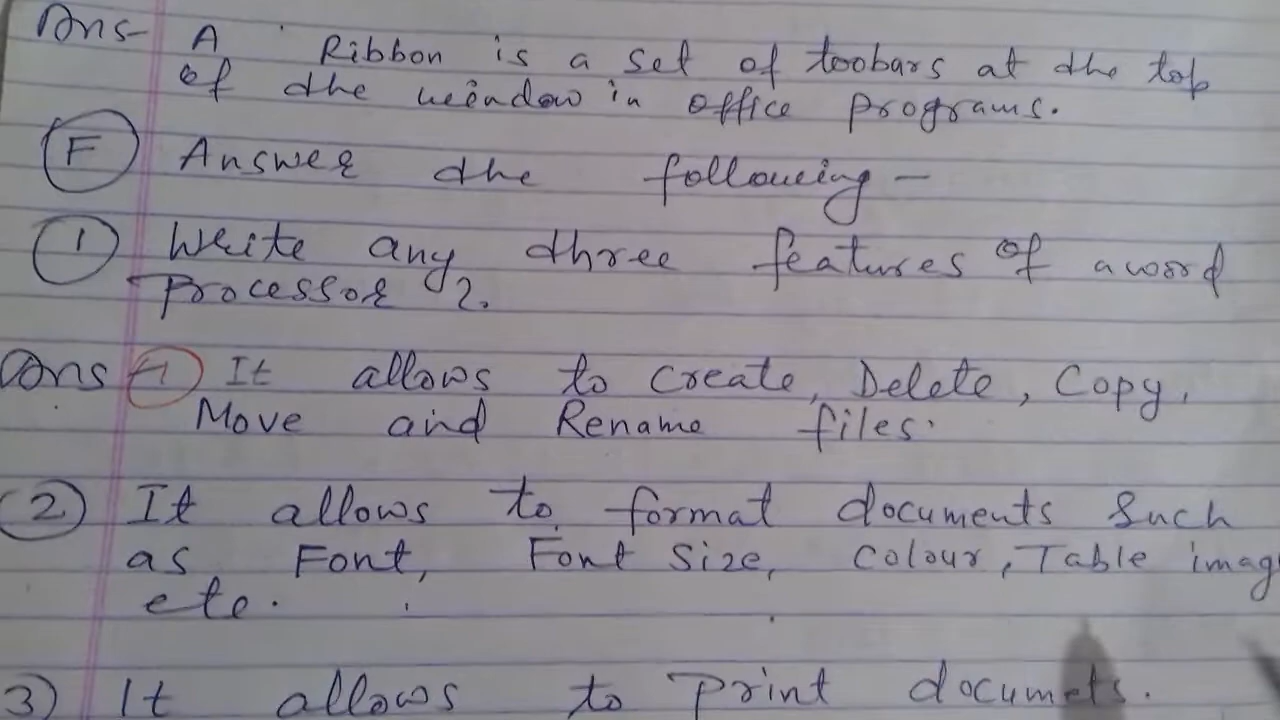 Ans- A Ribbon is a set of toobars at the top
of the window in office programs.
F Answer the following -
1 Write any three features of a word
Processor ?.
Ans 1 It allows to Create, Delete, Copy,
Move and Rename files.
2 It allows to format documents Such
as Font, Font Size, Colour, Table imag
etc.
3) It allows to Print documets.